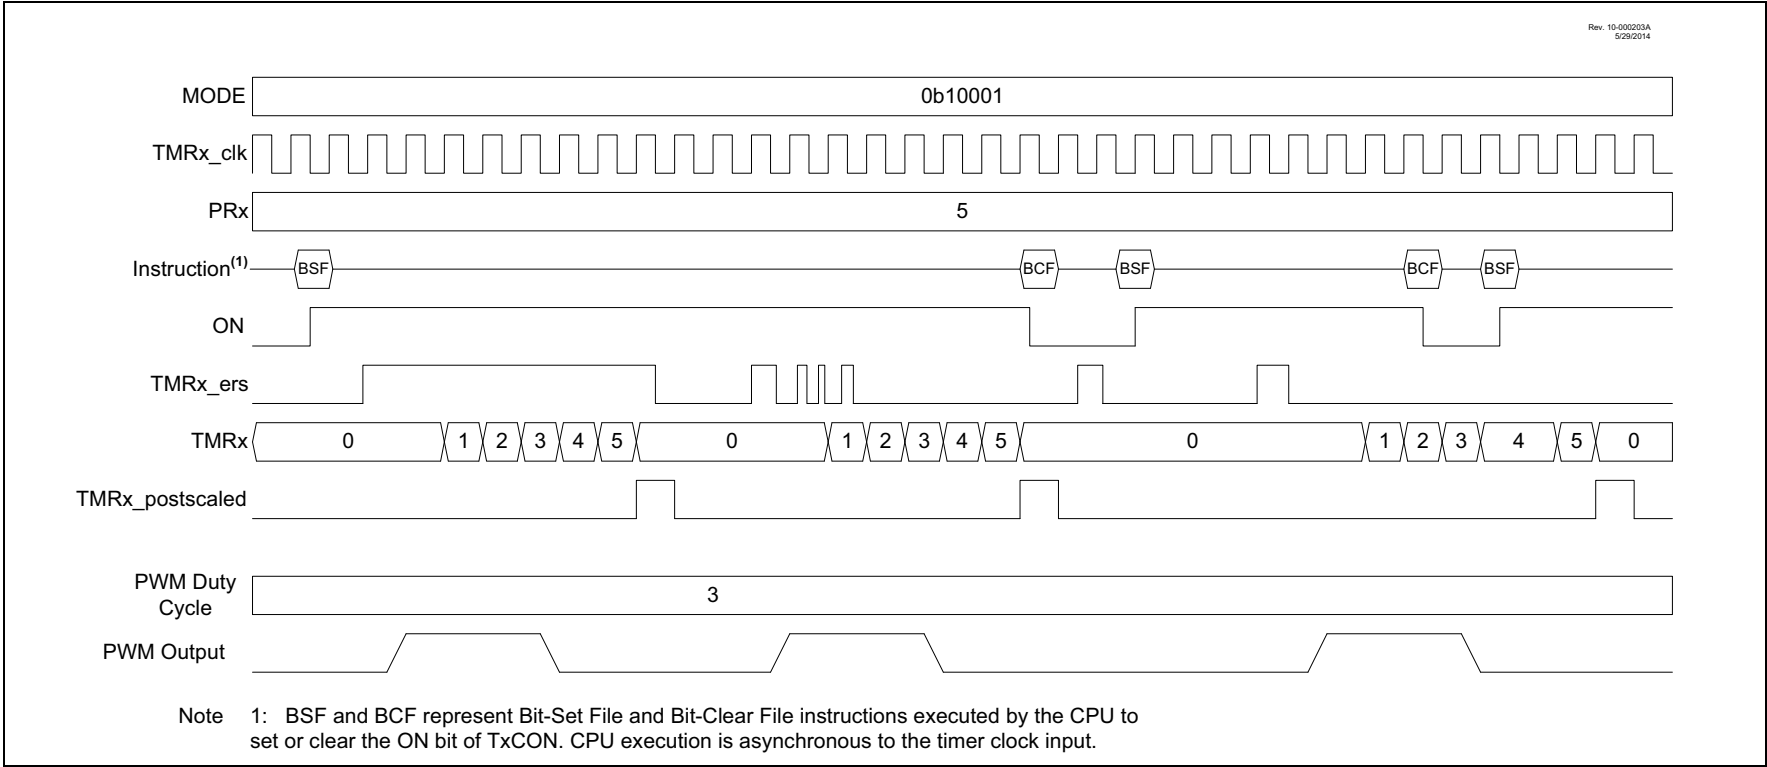 Rev. 10-000203A
5/29/2014
MODE 0b10001
TMRx_clk
PRx 5
Instruction(1) BSF BCF BSF BCF BSF
ON
TMRx_ers
TMRx 0 1 2 3 4 5 0 1 2 3 4 5 0 1 2 3 4 5 0
TMRx_postscaled
PWM Duty
Cycle 3
PWM Output
Note 1: BSF and BCF represent Bit-Set File and Bit-Clear File instructions executed by the CPU to
set or clear the ON bit of TxCON. CPU execution is asynchronous to the timer clock input.